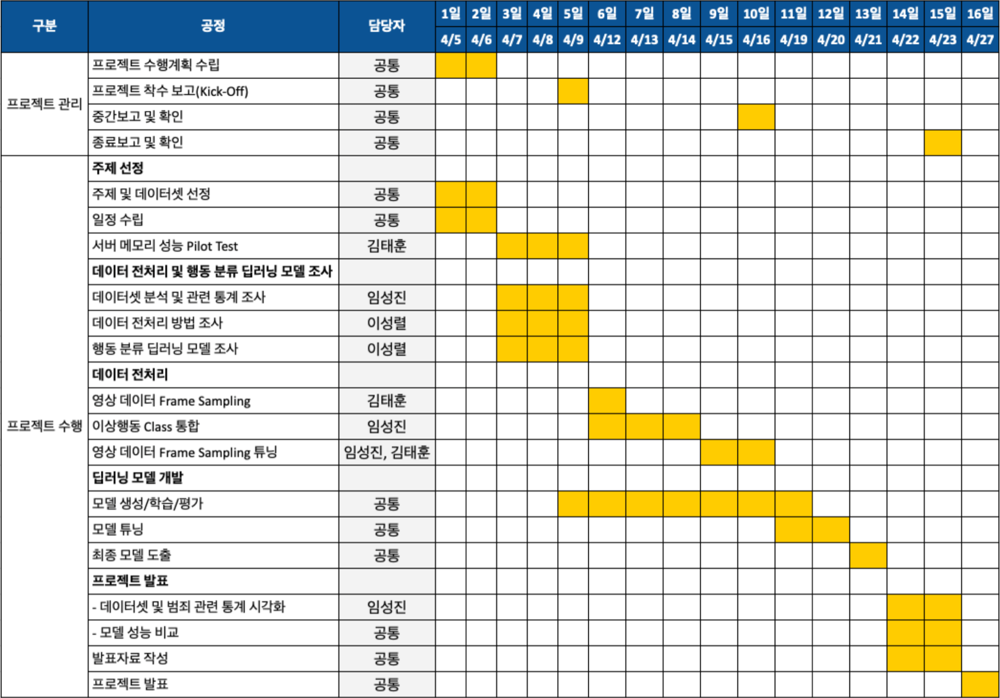 구분 공정 담당자 1일 2일 3일 4일 5일 6일 7일 8일 9일 10일 11일 12일 13일 14일 15일 16일
4/5 4/6 4/7 4/8 4/9 4/12 4/13 4/14 4/15 4/16 4/19 4/20 4/21 4/22 4/23 4/27
프로젝트 관리
프로젝트 수행계획 수립 공통
프로젝트 착수 보고(Kick-Off) 공통
중간보고 및 확인 공통
종료보고 및 확인 공통
프로젝트 수행
주제 선정
주제 및 데이터셋 선정 공통
일정 수립 공통
서버 메모리 성능 Pilot Test 김태훈
데이터 전처리 및 행동 분류 딥러닝 모델 조사
데이터셋 분석 및 관련 통계 조사 임성진
데이터 전처리 방법 조사 이성렬
행동 분류 딥러닝 모델 조사 이성렬
데이터 전처리
영상 데이터 Frame Sampling 김태훈
이상행동 Class 통합 임성진
영상 데이터 Frame Sampling 튜닝 임성진, 김태훈
딥러닝 모델 개발
모델 생성/학습/평가 공통
모델 튜닝 공통
최종 모델 도출 공통
프로젝트 발표
- 데이터셋 및 범죄 관련 통계 시각화 임성진
- 모델 성능 비교 공통
발표자료 작성 공통
프로젝트 발표 공통